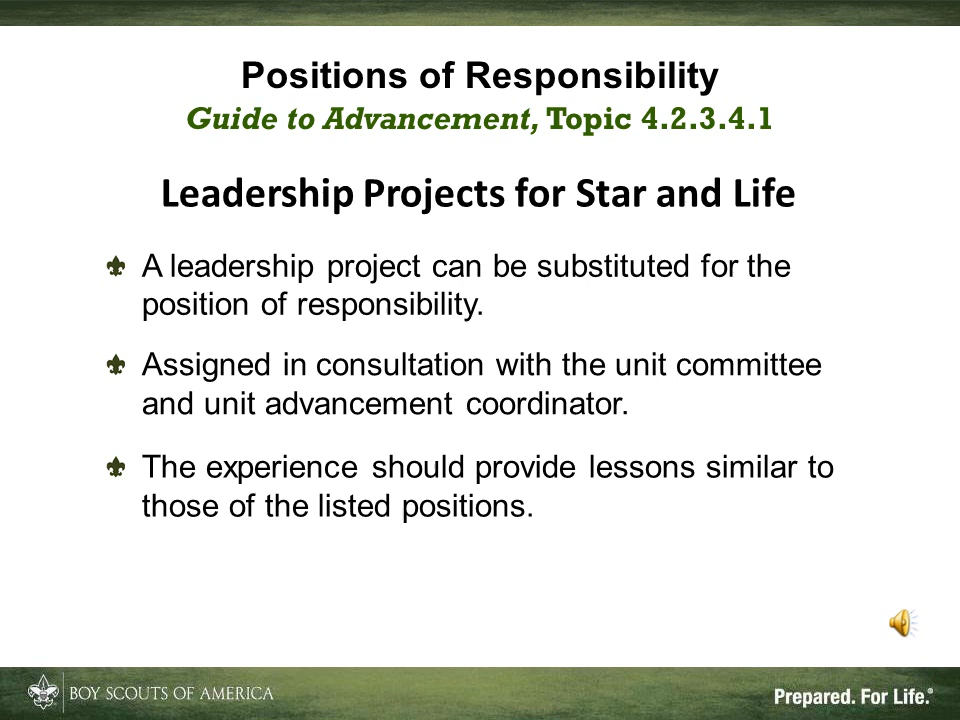 Positions of Responsibility
Guide to Advancement, Topic 4.2.3.4.1
Leadership Projects for Star and Life
A leadership project can be substituted for the
position of responsibility.
Assigned in consultation with the unit committee
and unit advancement coordinator.
The experience should provide lessons similar to
those of the listed positions.
BOY SCOUTS OF AMERICA
Prepared. For Life.®